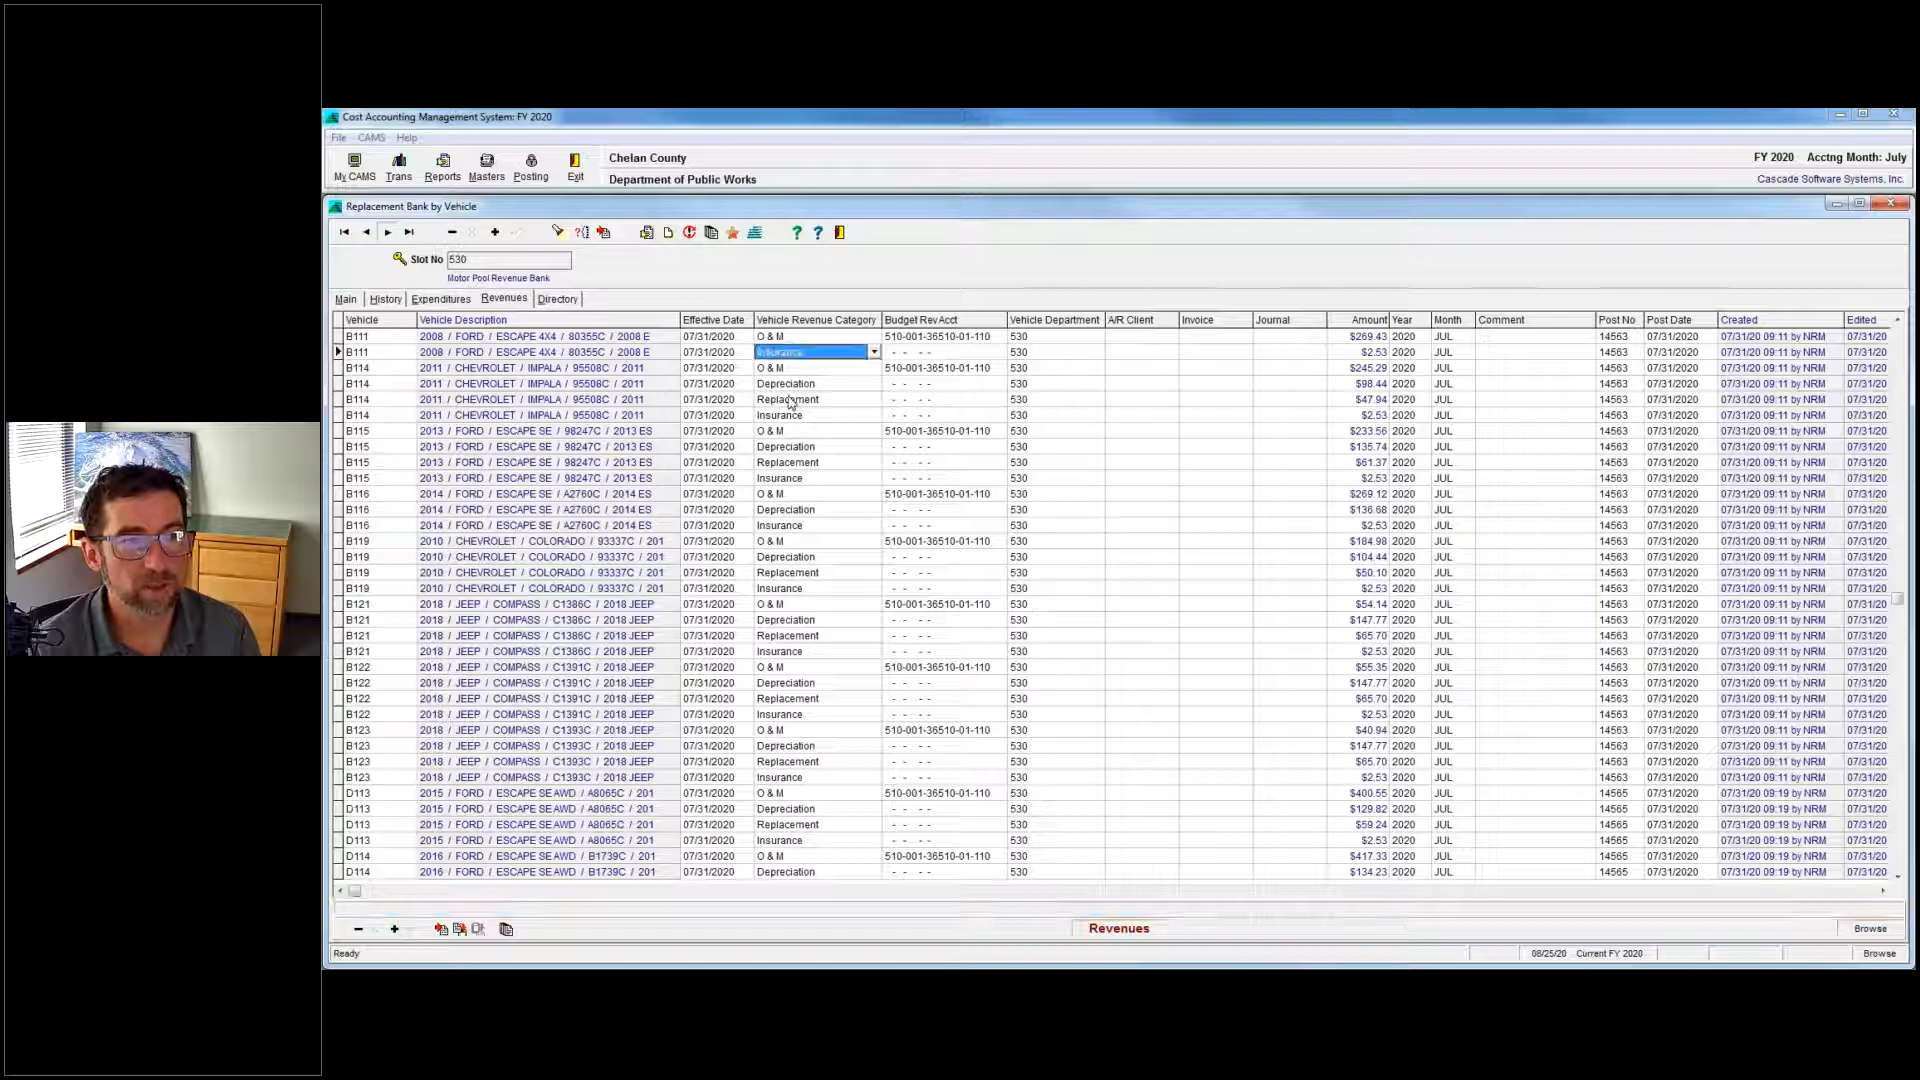 Cost Accounting Management System: FY 2020
File CAMS Help
My CAMS Trans Reports Masters Posting Exit
Chelan County
Department of Public Works
FY 2020 Acctng Month: July
Cascade Software Systems, Inc.
Replacement Bank by Vehicle
Slot No 530
Motor Pool Revenue Bank
Main History Expenditures Revenues Directory
Vehicle Vehicle Description Effective Date Vehicle Revenue Category Budget Rev Acct Vehicle Department A/R Client Invoice Journal Amount Year Month Comment Post No Post Date Created Edited
B111 2008 / FORD / ESCAPE 4X4 / 80355C / 2008 E 07/31/2020 O & M 510-001-36510-01-110 530 $269.43 2020 JUL 14563 07/31/2020 07/31/20 09:11 by NRM 07/31/20
B111 2008 / FORD / ESCAPE 4X4 / 80355C / 2008 E 07/31/2020 Insurance - - - - 530 $2.53 2020 JUL 14563 07/31/2020 07/31/20 09:11 by NRM 07/31/20
B114 2011 / CHEVROLET / IMPALA / 95508C / 2011 07/31/2020 O & M 510-001-36510-01-110 530 $245.29 2020 JUL 14563 07/31/2020 07/31/20 09:11 by NRM 07/31/20
B114 2011 / CHEVROLET / IMPALA / 95508C / 2011 07/31/2020 Depreciation - - - - 530 $98.44 2020 JUL 14563 07/31/2020 07/31/20 09:11 by NRM 07/31/20
B114 2011 / CHEVROLET / IMPALA / 95508C / 2011 07/31/2020 Replacement - - - - 530 $47.94 2020 JUL 14563 07/31/2020 07/31/20 09:11 by NRM 07/31/20
B114 2011 / CHEVROLET / IMPALA / 95508C / 2011 07/31/2020 Insurance - - - - 530 $2.53 2020 JUL 14563 07/31/2020 07/31/20 09:11 by NRM 07/31/20
B115 2013 / FORD / ESCAPE SE / 98247C / 2013 ES 07/31/2020 O & M 510-001-36510-01-110 530 $233.56 2020 JUL 14563 07/31/2020 07/31/20 09:11 by NRM 07/31/20
B115 2013 / FORD / ESCAPE SE / 98247C / 2013 ES 07/31/2020 Depreciation - - - - 530 $135.74 2020 JUL 14563 07/31/2020 07/31/20 09:11 by NRM 07/31/20
B115 2013 / FORD / ESCAPE SE / 98247C / 2013 ES 07/31/2020 Replacement - - - - 530 $61.37 2020 JUL 14563 07/31/2020 07/31/20 09:11 by NRM 07/31/20
B115 2013 / FORD / ESCAPE SE / 98247C / 2013 ES 07/31/2020 Insurance - - - - 530 $2.53 2020 JUL 14563 07/31/2020 07/31/20 09:11 by NRM 07/31/20
B116 2014 / FORD / ESCAPE SE / A2760C / 2014 ES 07/31/2020 O & M 510-001-36510-01-110 530 $269.12 2020 JUL 14563 07/31/2020 07/31/20 09:11 by NRM 07/31/20
B116 2014 / FORD / ESCAPE SE / A2760C / 2014 ES 07/31/2020 Depreciation - - - - 530 $136.68 2020 JUL 14563 07/31/2020 07/31/20 09:11 by NRM 07/31/20
B116 2014 / FORD / ESCAPE SE / A2760C / 2014 ES 07/31/2020 Insurance - - - - 530 $2.53 2020 JUL 14563 07/31/2020 07/31/20 09:11 by NRM 07/31/20
B119 2010 / CHEVROLET / COLORADO / 93337C / 201 07/31/2020 O & M 510-001-36510-01-110 530 $184.98 2020 JUL 14563 07/31/2020 07/31/20 09:11 by NRM 07/31/20
B119 2010 / CHEVROLET / COLORADO / 93337C / 201 07/31/2020 Depreciation - - - - 530 $104.44 2020 JUL 14563 07/31/2020 07/31/20 09:11 by NRM 07/31/20
B119 2010 / CHEVROLET / COLORADO / 93337C / 201 07/31/2020 Replacement - - - - 530 $50.10 2020 JUL 14563 07/31/2020 07/31/20 09:11 by NRM 07/31/20
B119 2010 / CHEVROLET / COLORADO / 93337C / 201 07/31/2020 Insurance - - - - 530 $2.53 2020 JUL 14563 07/31/2020 07/31/20 09:11 by NRM 07/31/20
B121 2018 / JEEP / COMPASS / C1386C / 2018 JEEP 07/31/2020 O & M 510-001-36510-01-110 530 $54.14 2020 JUL 14563 07/31/2020 07/31/20 09:11 by NRM 07/31/20
B121 2018 / JEEP / COMPASS / C1386C / 2018 JEEP 07/31/2020 Depreciation - - - - 530 $147.77 2020 JUL 14563 07/31/2020 07/31/20 09:11 by NRM 07/31/20
B121 2018 / JEEP / COMPASS / C1386C / 2018 JEEP 07/31/2020 Replacement - - - - 530 $65.70 2020 JUL 14563 07/31/2020 07/31/20 09:11 by NRM 07/31/20
B121 2018 / JEEP / COMPASS / C1386C / 2018 JEEP 07/31/2020 Insurance - - - - 530 $2.53 2020 JUL 14563 07/31/2020 07/31/20 09:11 by NRM 07/31/20
B122 2018 / JEEP / COMPASS / C1391C / 2018 JEEP 07/31/2020 O & M 510-001-36510-01-110 530 $55.35 2020 JUL 14563 07/31/2020 07/31/20 09:11 by NRM 07/31/20
B122 2018 / JEEP / COMPASS / C1391C / 2018 JEEP 07/31/2020 Depreciation - - - - 530 $147.77 2020 JUL 14563 07/31/2020 07/31/20 09:11 by NRM 07/31/20
B122 2018 / JEEP / COMPASS / C1391C / 2018 JEEP 07/31/2020 Replacement - - - - 530 $65.70 2020 JUL 14563 07/31/2020 07/31/20 09:11 by NRM 07/31/20
B122 2018 / JEEP / COMPASS / C1391C / 2018 JEEP 07/31/2020 Insurance - - - - 530 $2.53 2020 JUL 14563 07/31/2020 07/31/20 09:11 by NRM 07/31/20
B123 2018 / JEEP / COMPASS / C1393C / 2018 JEEP 07/31/2020 O & M 510-001-36510-01-110 530 $40.94 2020 JUL 14563 07/31/2020 07/31/20 09:11 by NRM 07/31/20
B123 2018 / JEEP / COMPASS / C1393C / 2018 JEEP 07/31/2020 Depreciation - - - - 530 $147.77 2020 JUL 14563 07/31/2020 07/31/20 09:11 by NRM 07/31/20
B123 2018 / JEEP / COMPASS / C1393C / 2018 JEEP 07/31/2020 Replacement - - - - 530 $65.70 2020 JUL 14563 07/31/2020 07/31/20 09:11 by NRM 07/31/20
B123 2018 / JEEP / COMPASS / C1393C / 2018 JEEP 07/31/2020 Insurance - - - - 530 $2.53 2020 JUL 14563 07/31/2020 07/31/20 09:11 by NRM 07/31/20
D113 2015 / FORD / ESCAPE SE AWD / A8065C / 201 07/31/2020 O & M 510-001-36510-01-110 530 $400.55 2020 JUL 14565 07/31/2020 07/31/20 09:19 by NRM 07/31/20
D113 2015 / FORD / ESCAPE SE AWD / A8065C / 201 07/31/2020 Depreciation - - - - 530 $129.82 2020 JUL 14565 07/31/2020 07/31/20 09:19 by NRM 07/31/20
D113 2015 / FORD / ESCAPE SE AWD / A8065C / 201 07/31/2020 Replacement - - - - 530 $59.24 2020 JUL 14565 07/31/2020 07/31/20 09:19 by NRM 07/31/20
D113 2015 / FORD / ESCAPE SE AWD / A8065C / 201 07/31/2020 Insurance - - - - 530 $2.53 2020 JUL 14565 07/31/2020 07/31/20 09:19 by NRM 07/31/20
D114 2016 / FORD / ESCAPE SE AWD / B1739C / 201 07/31/2020 O & M 510-001-36510-01-110 530 $417.33 2020 JUL 14565 07/31/2020 07/31/20 09:19 by NRM 07/31/20
D114 2016 / FORD / ESCAPE SE AWD / B1739C / 201 07/31/2020 Depreciation - - - - 530 $134.23 2020 JUL 14565 07/31/2020 07/31/20 09:19 by NRM 07/31/20
Revenues Browse
Ready 08/25/20 Current FY 2020 Browse